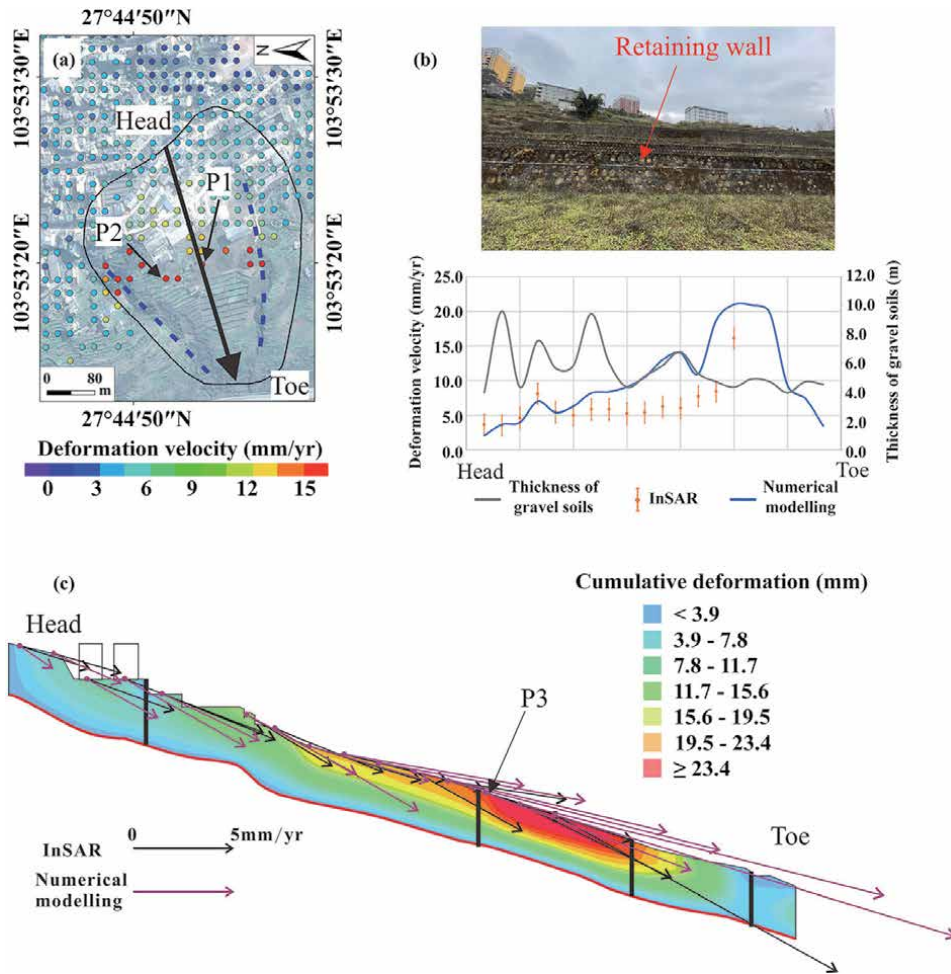 27°44′50″N
(a)
N
103°53′30″E
103°53′30″E
Head
P1
P2
103°53′20″E
103°53′20″E
0 80
m
Toe
27°44′50″N
Deformation velocity (mm/yr)
0 3 6 9 12 15
(b)
Retaining wall
Deformation velocity (mm/yr)
25.0
20.0
15.0
10.0
5.0
0.0
12.0
10.0
8.0
6.0
4.0
2.0
0.0
Thickness of gravel soils (m)
Head
Toe
Thickness of
gravel soils
InSAR
Numerical
modelling
(c)
Head
Cumulative deformation (mm)
< 3.9
3.9 - 7.8
7.8 - 11.7
11.7 - 15.6
15.6 - 19.5
19.5 - 23.4
≥ 23.4
P3
Toe
0 5mm/yr
InSAR
Numerical
modelling